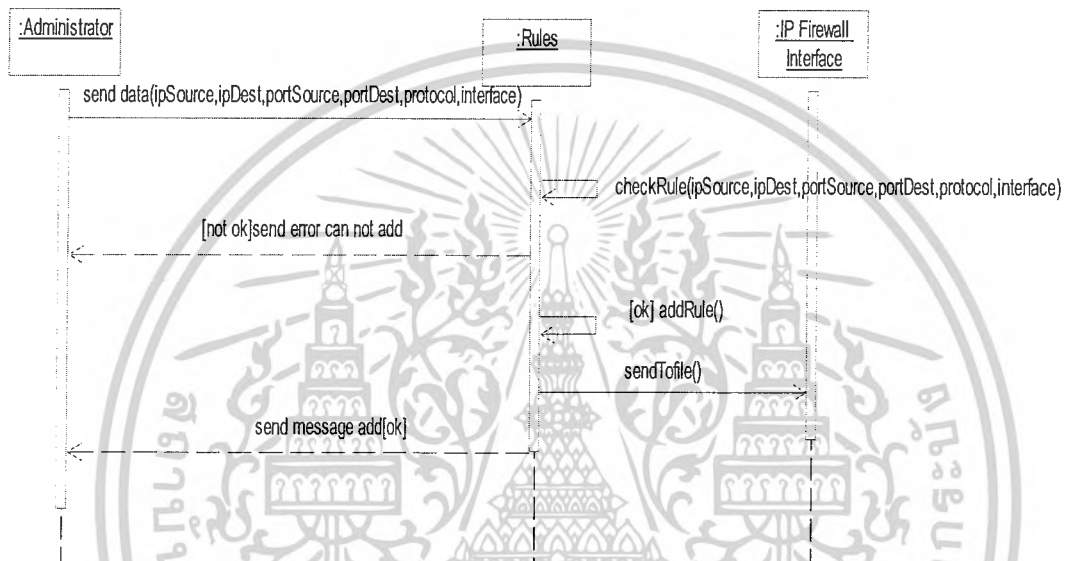 :Administrator
:Rules
:IP Firewall
Interface
send data(ipSource,ipDest,portSource,portDest,protocol,interface)
checkRule(ipSource,ipDest,portSource,portDest,protocol,interface)
[not ok]send error can not add
[ok] addRule()
sendTofile()
send message add[ok]